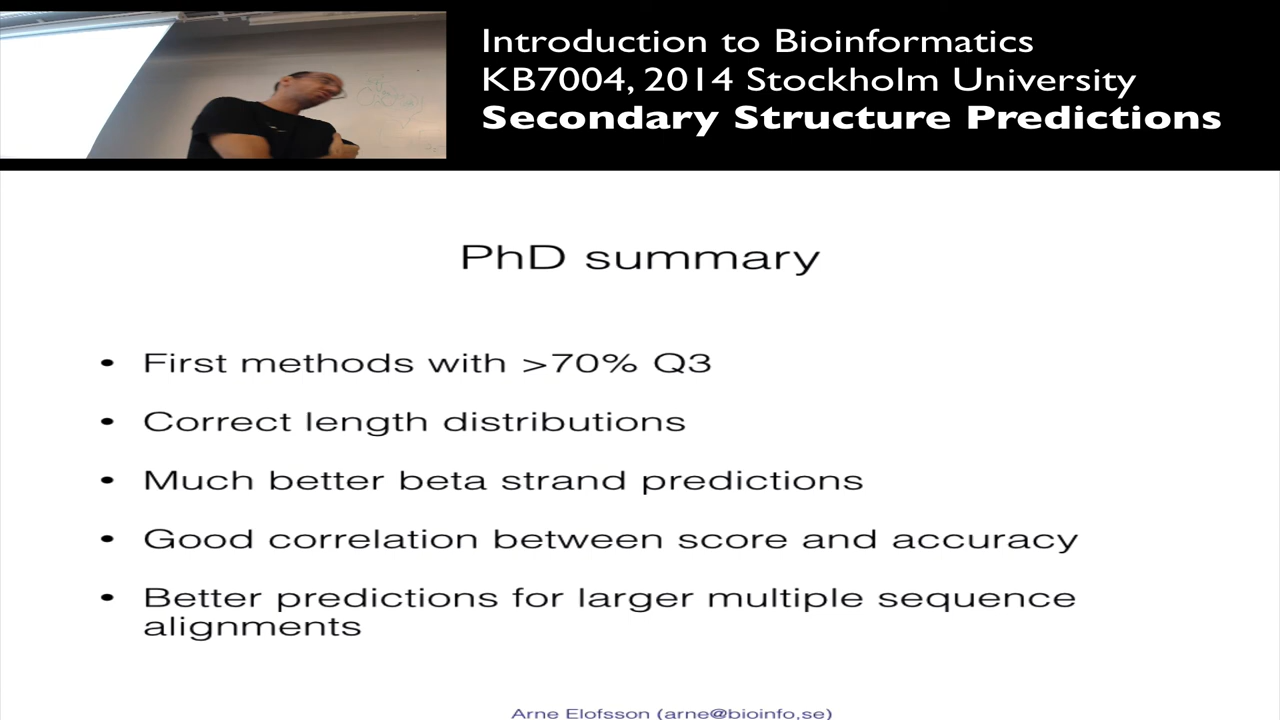 Introduction to Bioinformatics
KB7004, 2014 Stockholm University
Secondary Structure Predictions
PhD summary
• First methods with >70% Q3
• Correct length distributions
• Much better beta strand predictions
• Good correlation between score and accuracy
• Better predictions for larger multiple sequence
alignments
Arne Elofsson (arne@bioinfo.se)